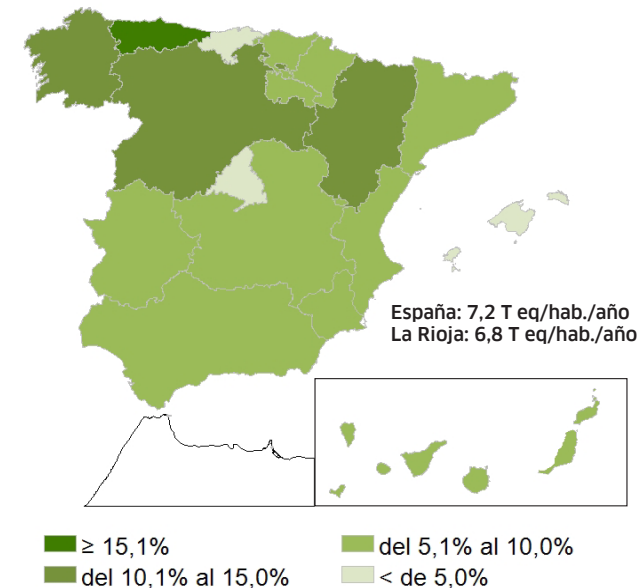 España: 7,2 T eq/hab./año
La Rioja: 6,8 T eq/hab./año
≥ 15,1%
del 5,1% al 10,0%
del 10,1% al 15,0%
< de 5,0%